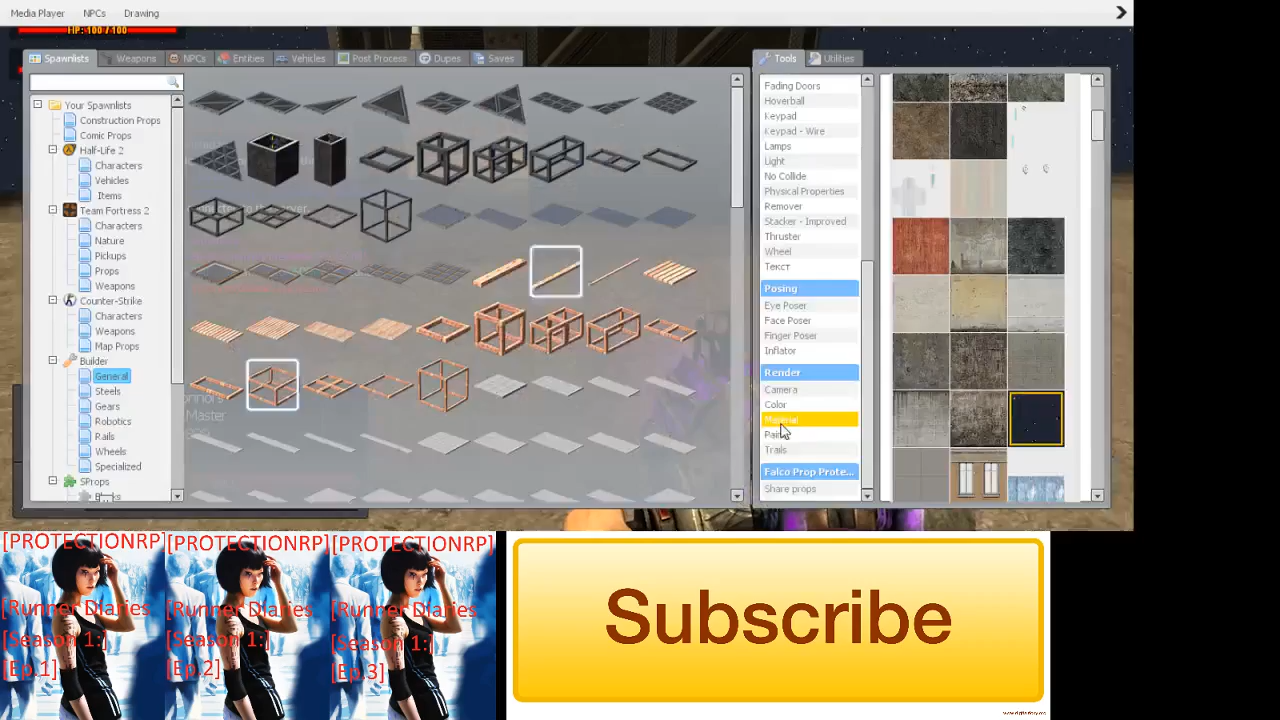 Media Player NPCs Drawing
HP: 100 / 100
Spawnlists Weapons NPCs Entities Vehicles Post Process Dupes Saves
Tools Utilities
Your Spawnlists
Construction Props
Comic Props
Half-Life 2
Characters
Vehicles
Items
Team Fortress 2
Characters
Nature
Pickups
Props
Weapons
Counter-Strike
Characters
Weapons
Map Props
Builder
General
Steels
Gears
Robotics
Rails
Wheels
Specialized
SProps
Fading Doors
Hoverball
Keypad
Keypad - Wire
Lamps
Light
No Collide
Physical Properties
Remover
Stacker - Improved
Thruster
Wheel
Текст
Posing
Eye Poser
Face Poser
Finger Poser
Inflator
Render
Camera
Color
Material
Trails
Falco Prop Prote...
Share props
Master
[PROTECTIONRP]
[Runner Diaries
[Season 1:]
[Ep.1]
[PROTECTIONRP]
[Runner Diaries
[Season 1:]
[Ep.2]
[PROTECTIONRP]
[Runner Diaries
[Season 1:]
[Ep.3]
Subscribe